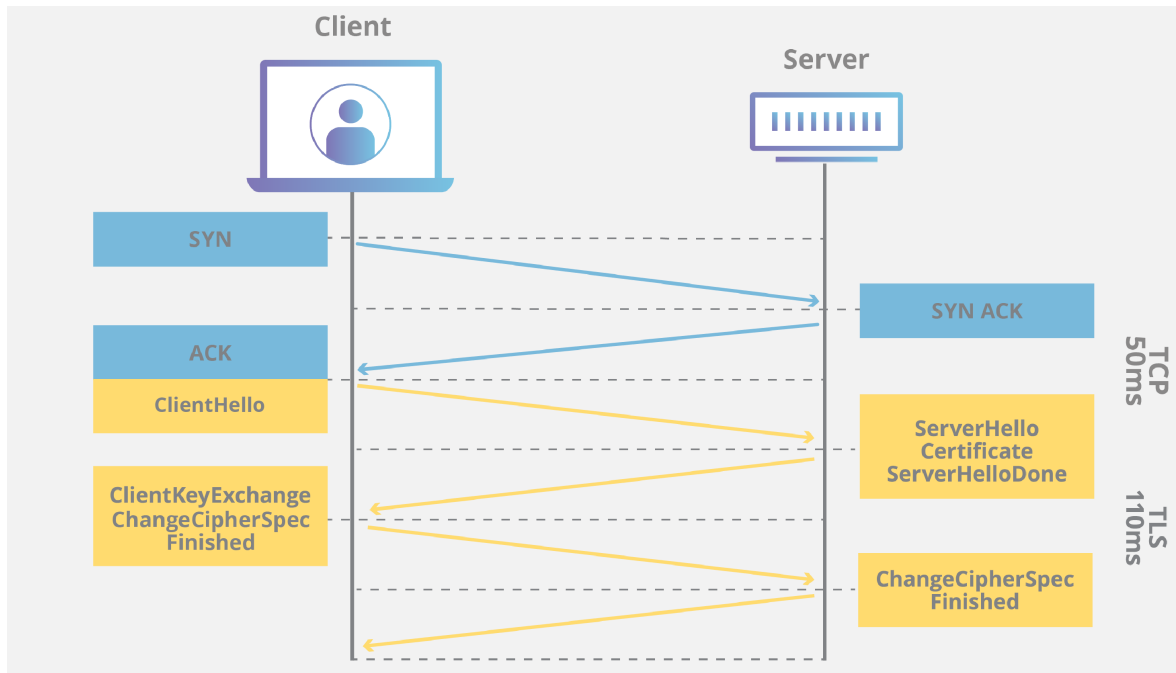 Client
Server
SYN
SYN ACK
ACK
ClientHello
TCP
50ms
ServerHello
Certificate
ServerHelloDone
ClientKeyExchange
ChangeCipherSpec
Finished
TLS
110ms
ChangeCipherSpec
Finished